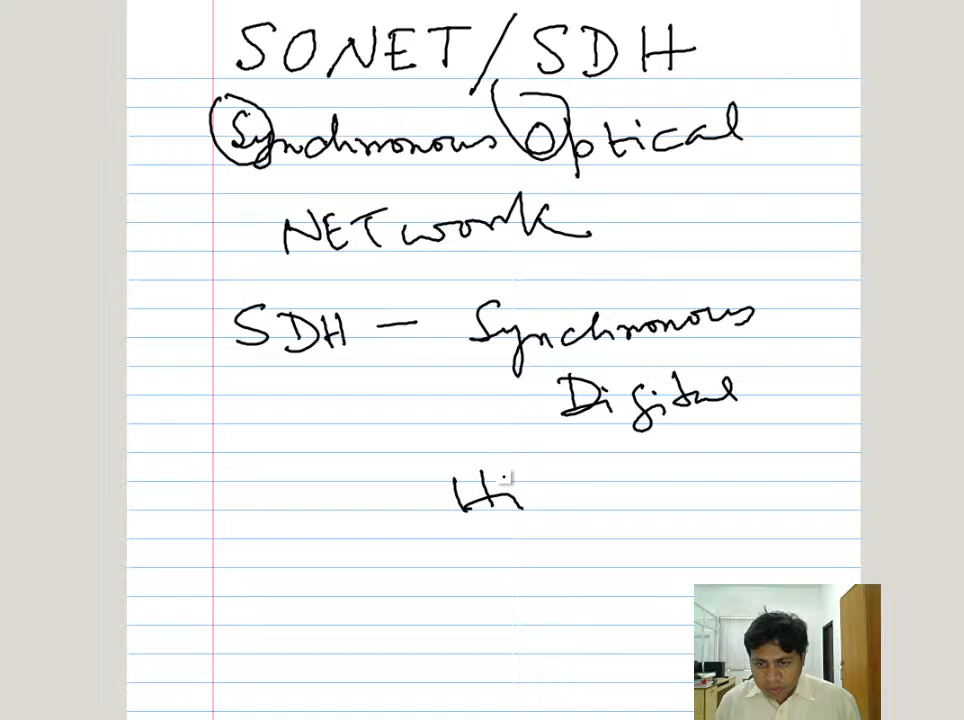 SONET/SDH
Synchronous Optical
NETwork
SDH - Synchronous
Digital
Hi